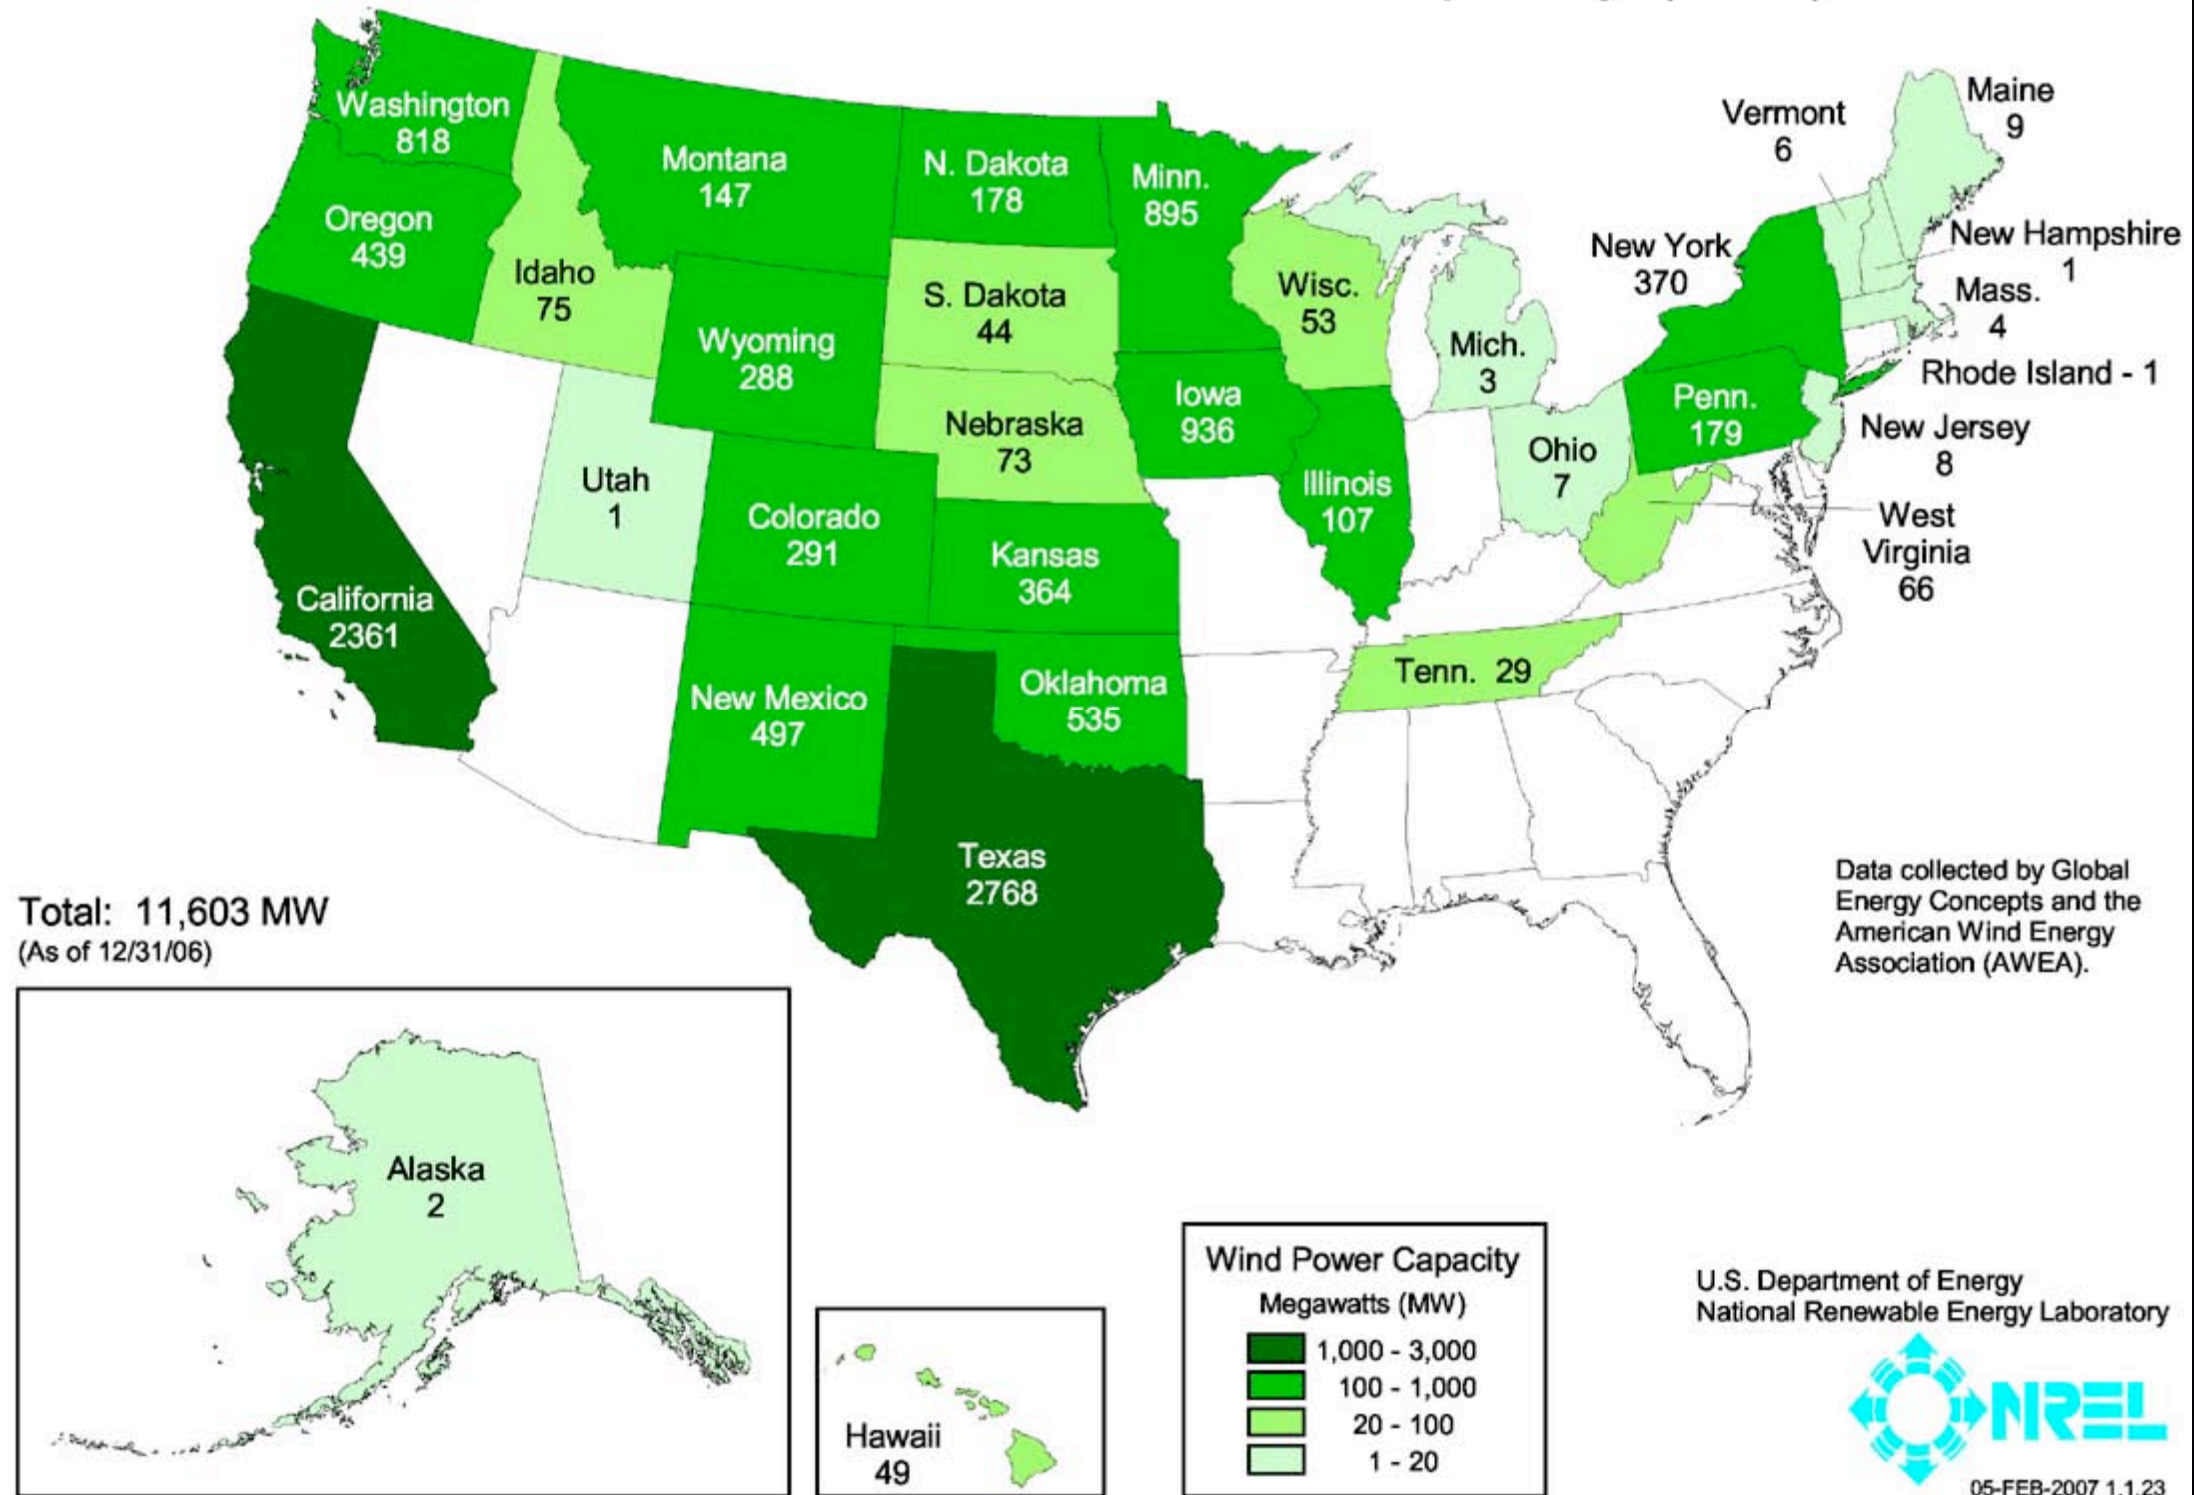 Washington
818
Oregon
439
Idaho
75
Montana
147
N. Dakota
178
Minn.
895
Wyoming
288
S. Dakota
44
Wisc.
53
Mich.
3
Nebraska
73
Iowa
936
Illinois
107
Ohio
7
Utah
1
Colorado
291
Kansas
364
California
2361
New Mexico
497
Oklahoma
535
Texas
2768
Tenn. 29
Vermont
6
Maine
9
New York
370
New Hampshire
1
Mass.
4
Rhode Island - 1
Penn.
179
New Jersey
8
West
Virginia
66
Total: 11,603 MW
(As of 12/31/06)
Data collected by Global
Energy Concepts and the
American Wind Energy
Association (AWEA).
Alaska
2
Hawaii
49
Wind Power Capacity
Megawatts (MW)
1,000 - 3,000
100 - 1,000
20 - 100
1 - 20
U.S. Department of Energy
National Renewable Energy Laboratory
NREL
05-FEB-2007 1.1.23